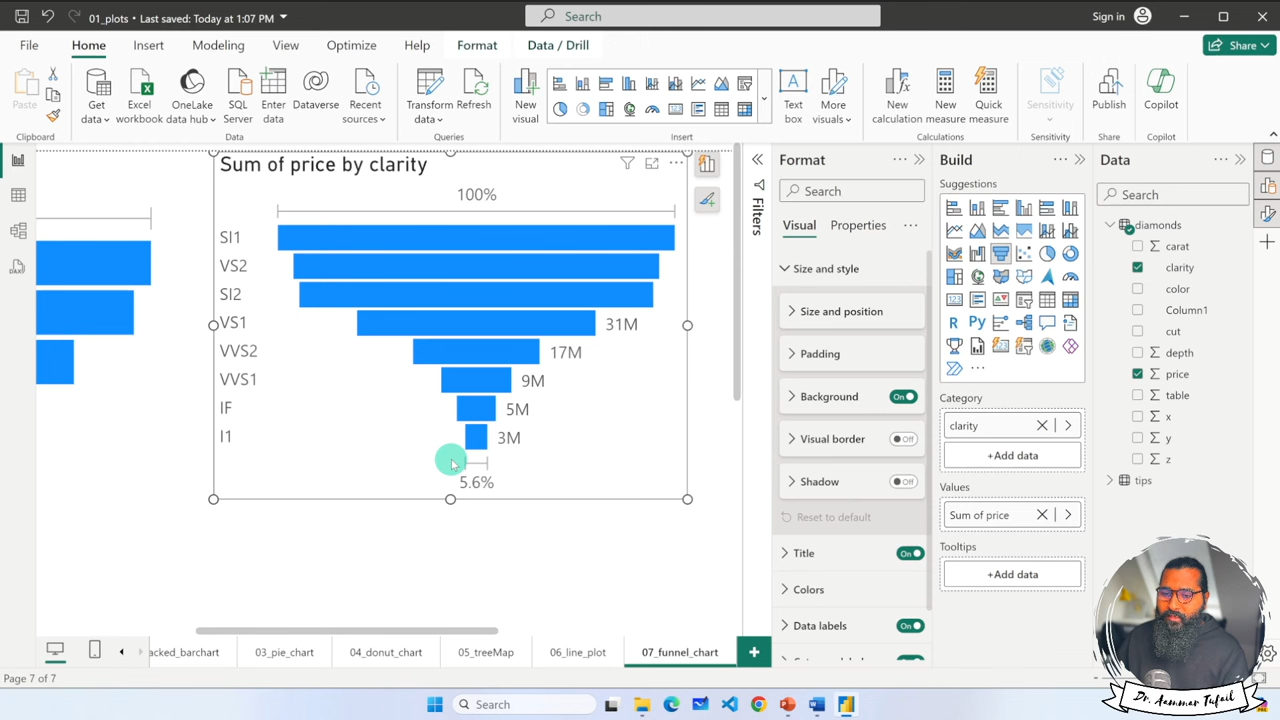 01_plots • Last saved: Today at 1:07 PM
Search
Sign in
File Home Insert Modeling View Optimize Help Format Data / Drill
Share
Paste
Get data
Excel workbook
OneLake data hub
SQL Server
Enter data
Dataverse
Recent sources
Transform data
Refresh
New visual
Text box
More visuals
New calculation
New measure
Quick measure
Sensitivity
Publish
Copilot
Clipboard
Data
Queries
Insert
Calculations
Sensitivity
Share
Copilot
Sum of price by clarity
100%
SI1
VS2
SI2
VS1 31M
VVS2 17M
VVS1 9M
IF 5M
I1 3M
5.6%
Filters
Format
Search
Visual Properties
Size and style
Size and position
Padding
Background On
Visual border Off
Shadow Off
Reset to default
Title On
Colors
Data labels On
Build
Suggestions
R Py
123
Category
clarity
+Add data
Values
Sum of price
+Add data
Tooltips
+Add data
Data
Search
diamonds
carat
clarity
color
Column1
cut
depth
price
table
x
y
z
tips
acked_barchart 03_pie_chart 04_donut_chart 05_treeMap 06_line_plot 07_funnel_chart
Page 7 of 7
Search
Dr. Aammar Tufail